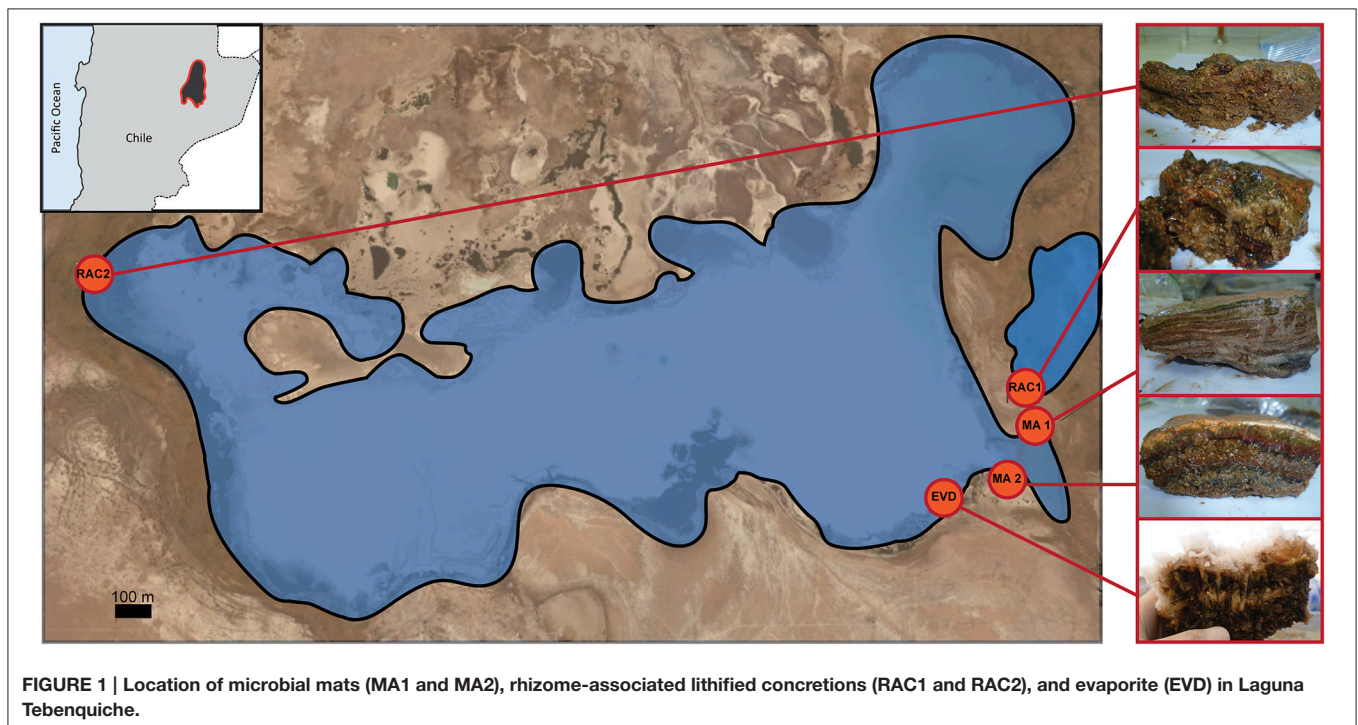 Pacific Ocean
Chile
RAC2
RAC1
MA 1
MA 2
EVD
100 m
FIGURE 1 | Location of microbial mats (MA1 and MA2), rhizome-associated lithified concretions (RAC1 and RAC2), and evaporite (EVD) in Laguna
Tebenquiche.